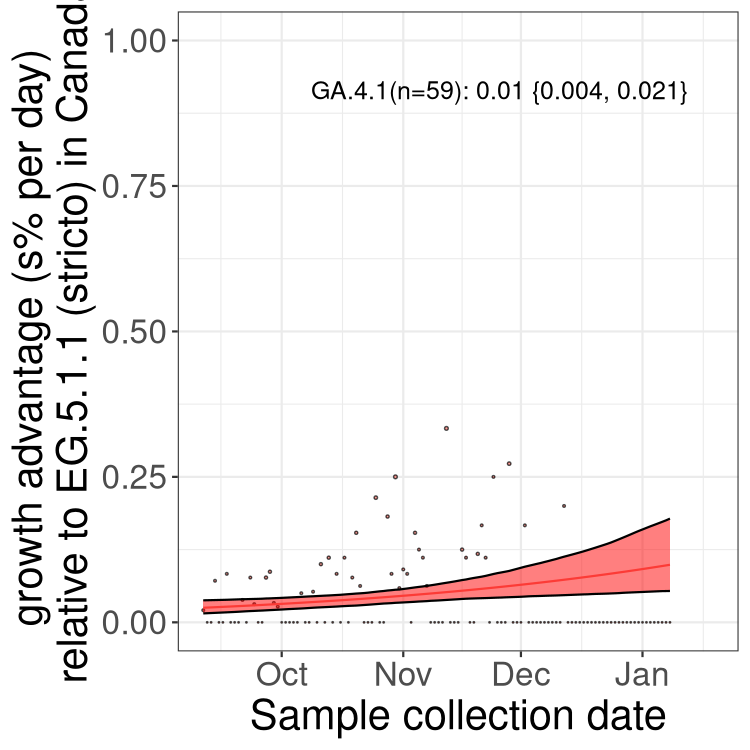 growth advantage (s% per day)
relative to EG.5.1.1 (stricto) in Canada
1.00
0.75
0.50
0.25
0.00
GA.4.1(n=59): 0.01 {0.004, 0.021}
Oct Nov Dec Jan
Sample collection date